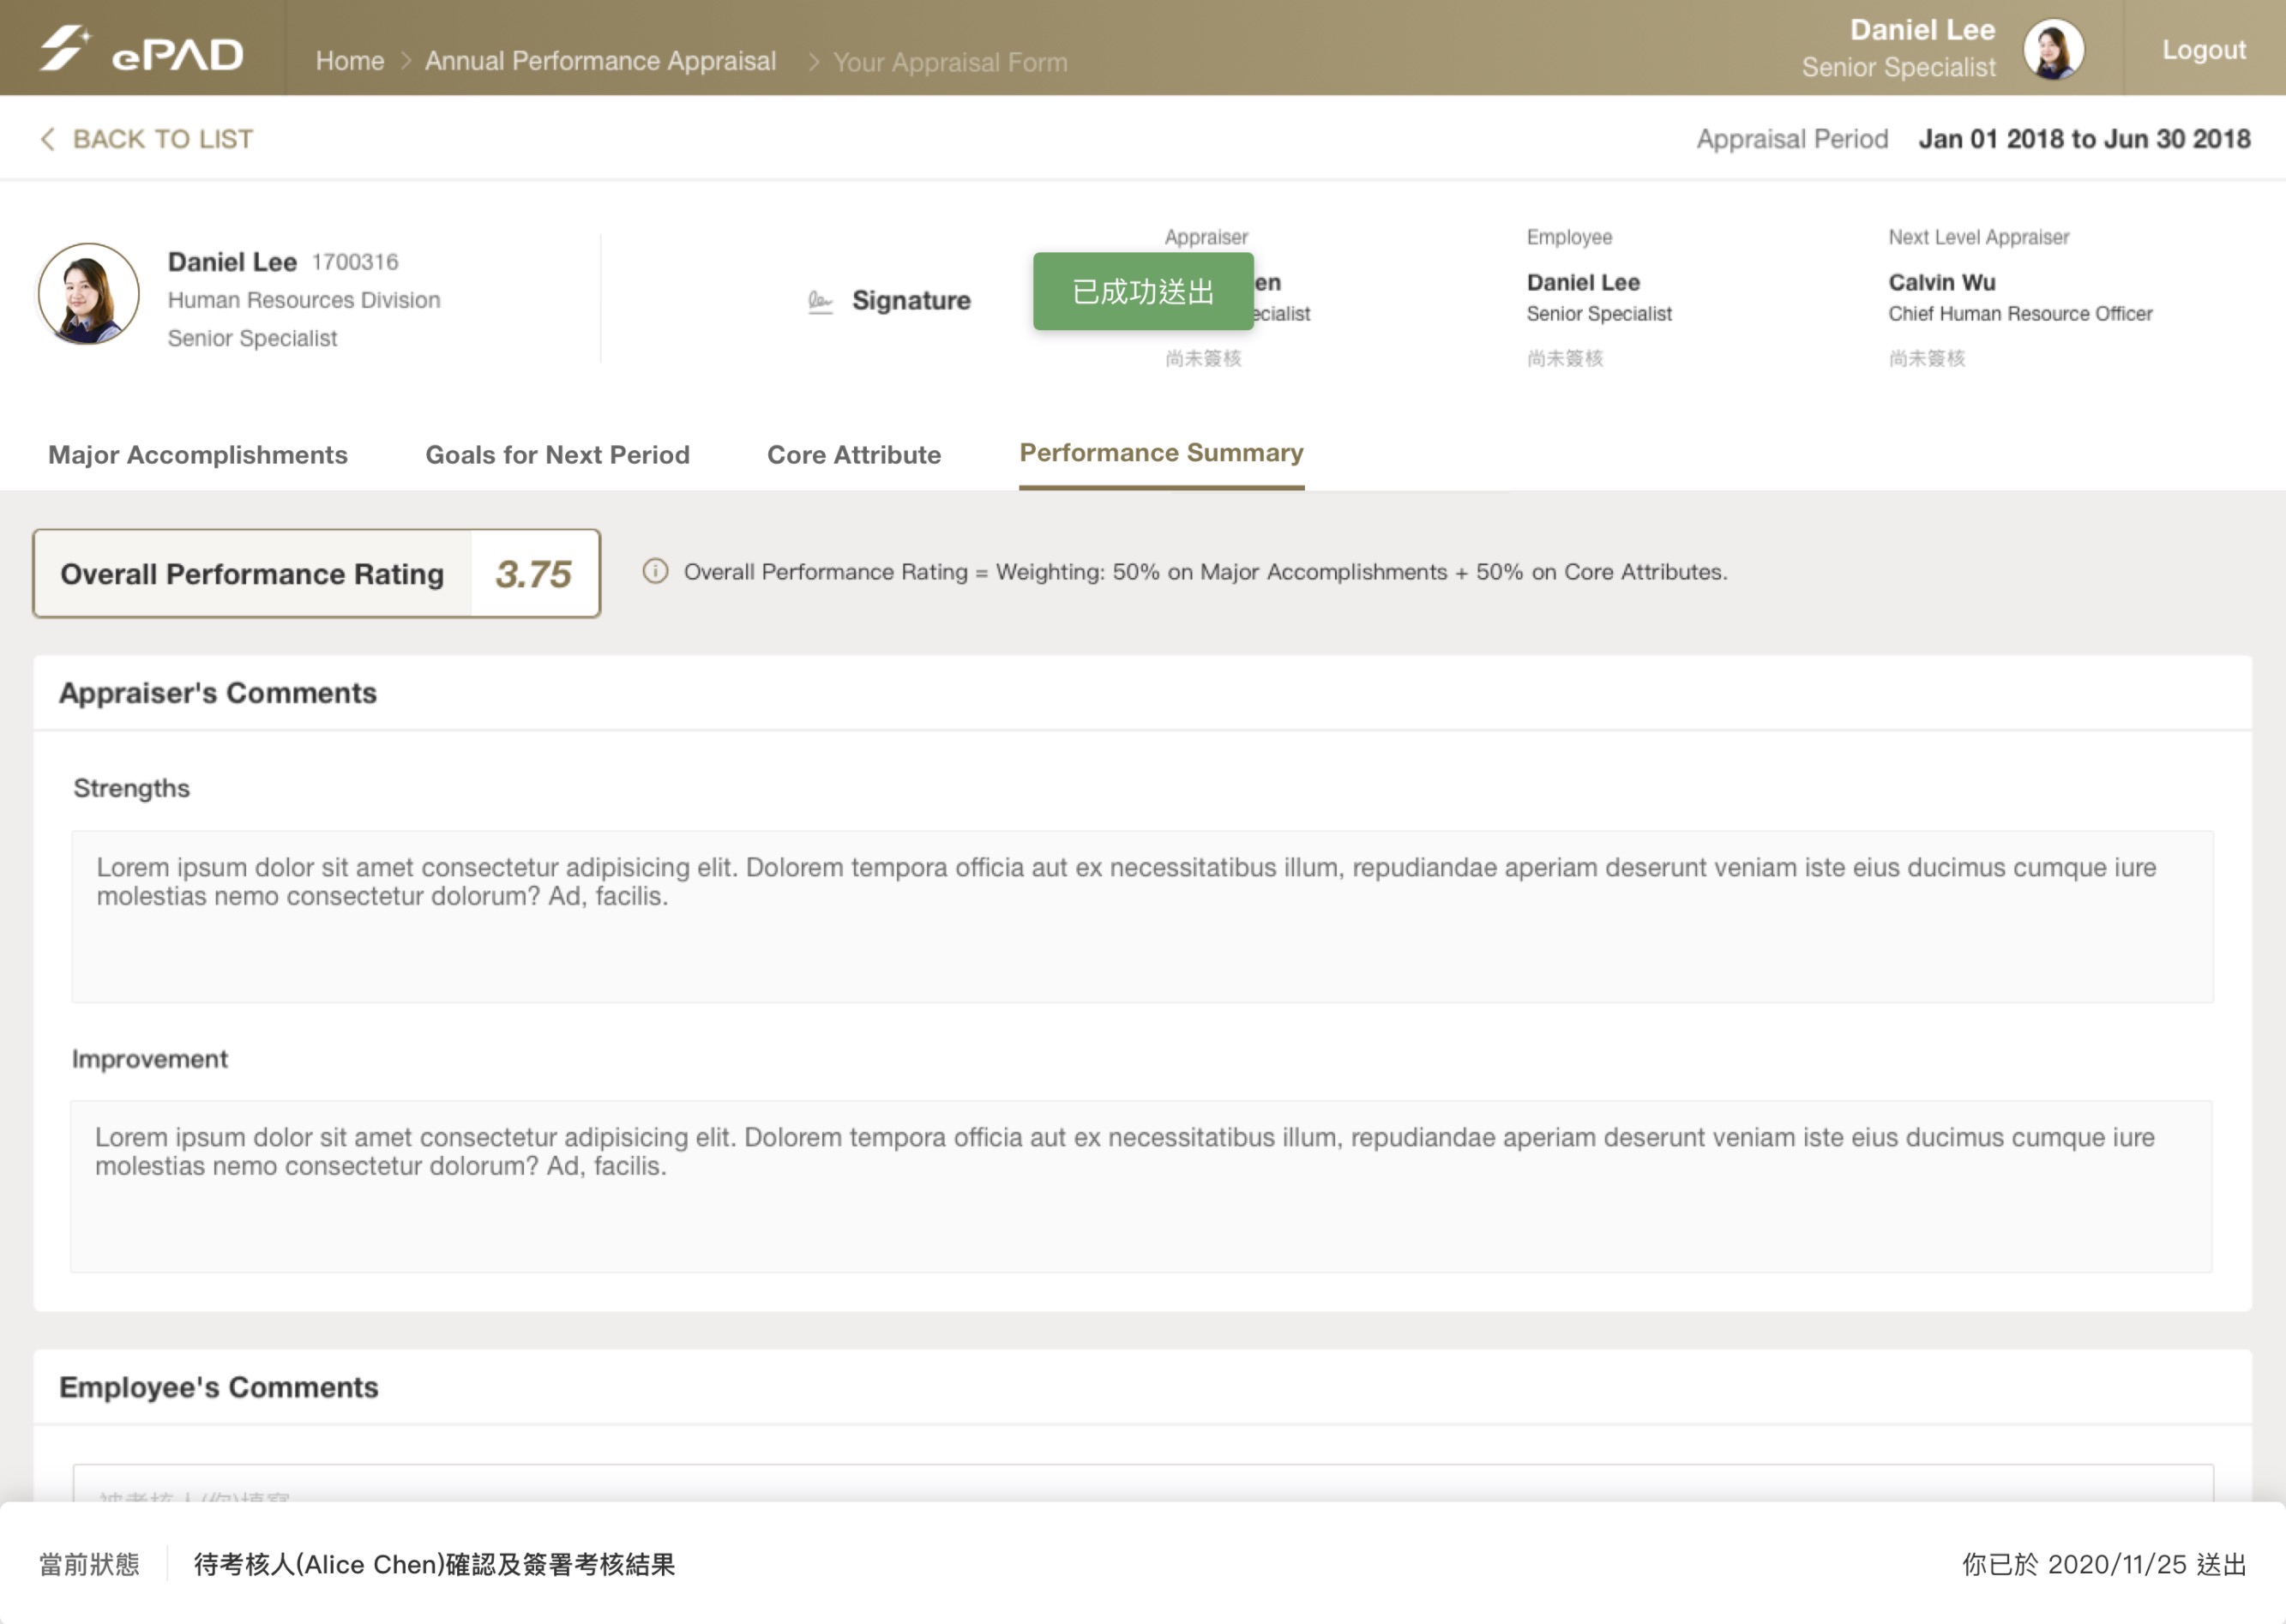 ePAD
Home > Annual Performance Appraisal > Your Appraisal Form
Daniel Lee
Senior Specialist
Logout
BACK TO LIST
Appraisal Period Jan 01 2018 to Jun 30 2018
Daniel Lee 1700316
Human Resources Division
Senior Specialist
Signature
已成功送出
Appraiser
en
ecialist
尚未簽核
Employee
Daniel Lee
Senior Specialist
尚未簽核
Next Level Appraiser
Calvin Wu
Chief Human Resource Officer
尚未簽核
Major Accomplishments
Goals for Next Period
Core Attribute
Performance Summary
Overall Performance Rating 3.75
Overall Performance Rating = Weighting: 50% on Major Accomplishments + 50% on Core Attributes.
Appraiser's Comments
Strengths
Lorem ipsum dolor sit amet consectetur adipisicing elit. Dolorem tempora officia aut ex necessitatibus illum, repudiandae aperiam deserunt veniam iste eius ducimus cumque iure
molestias nemo consectetur dolorum? Ad, facilis.
Improvement
Lorem ipsum dolor sit amet consectetur adipisicing elit. Dolorem tempora officia aut ex necessitatibus illum, repudiandae aperiam deserunt veniam iste eius ducimus cumque iure
molestias nemo consectetur dolorum? Ad, facilis.
Employee's Comments
被考核人(你)填寫
當前狀態 待考核人(Alice Chen)確認及簽署考核結果
你已於 2020/11/25 送出